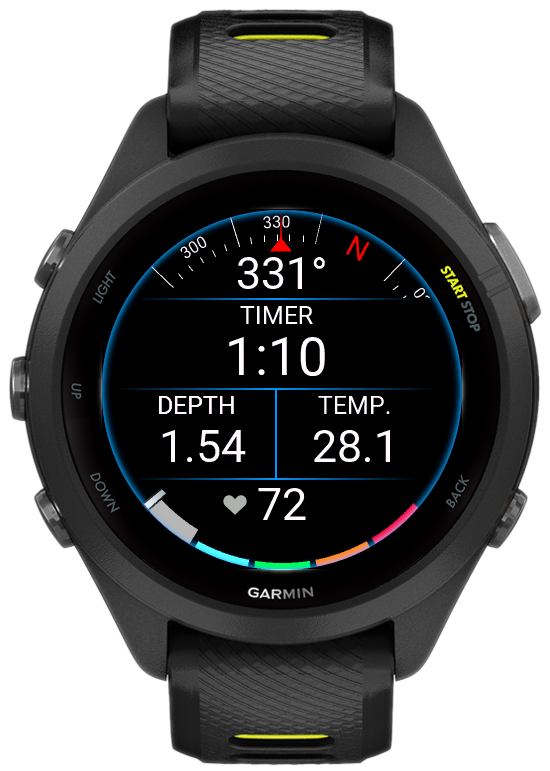 330
300
N
0
331°
LIGHT
START STOP
TIMER
1:10
UP
DEPTH TEMP.
1.54 28.1
DOWN
BACK
72
GARMIN